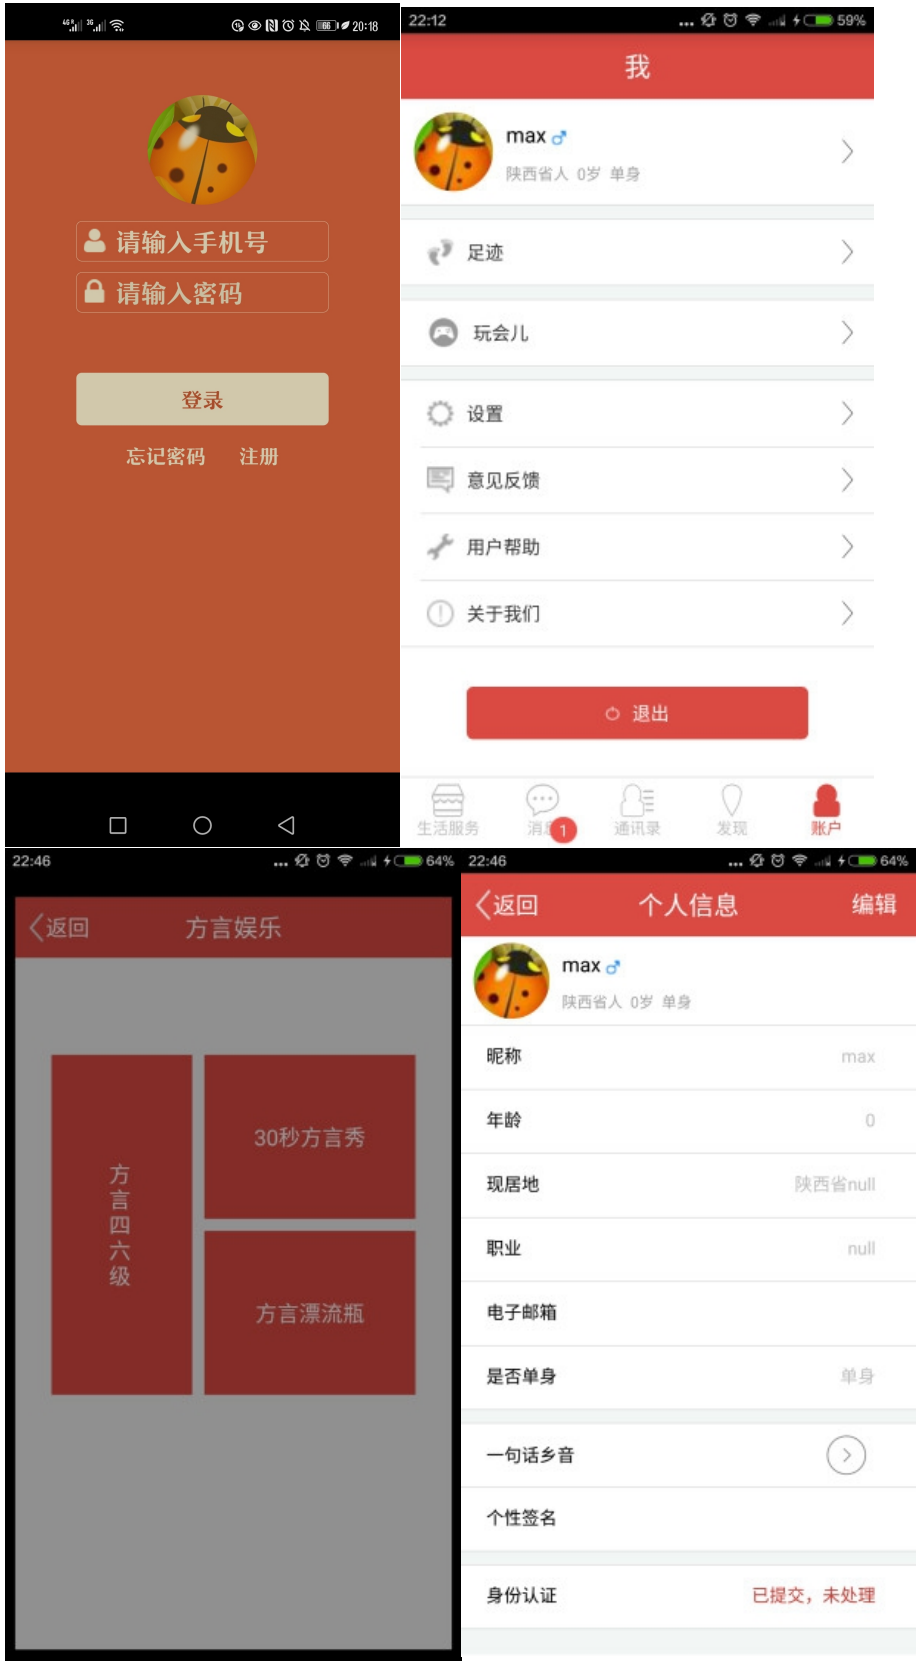 4G R 3G 66 20:18
请输入手机号
请输入密码
登录
忘记密码 注册
22:12 ... 59%
我
max
陕西省人 0岁 单身
足迹
玩会儿
设置
意见反馈
用户帮助
关于我们
退出
生活服务 消息 1 通讯录 发现 账户
22:46 ... 64%
返回 方言娱乐
方言四六级
30秒方言秀
方言漂流瓶
22:46 ... 64%
返回 个人信息 编辑
max
陕西省人 0岁 单身
昵称 max
年龄 0
现居地 陕西省null
职业 null
电子邮箱
是否单身 单身
一句话乡音
个性签名
身份认证 已提交，未处理